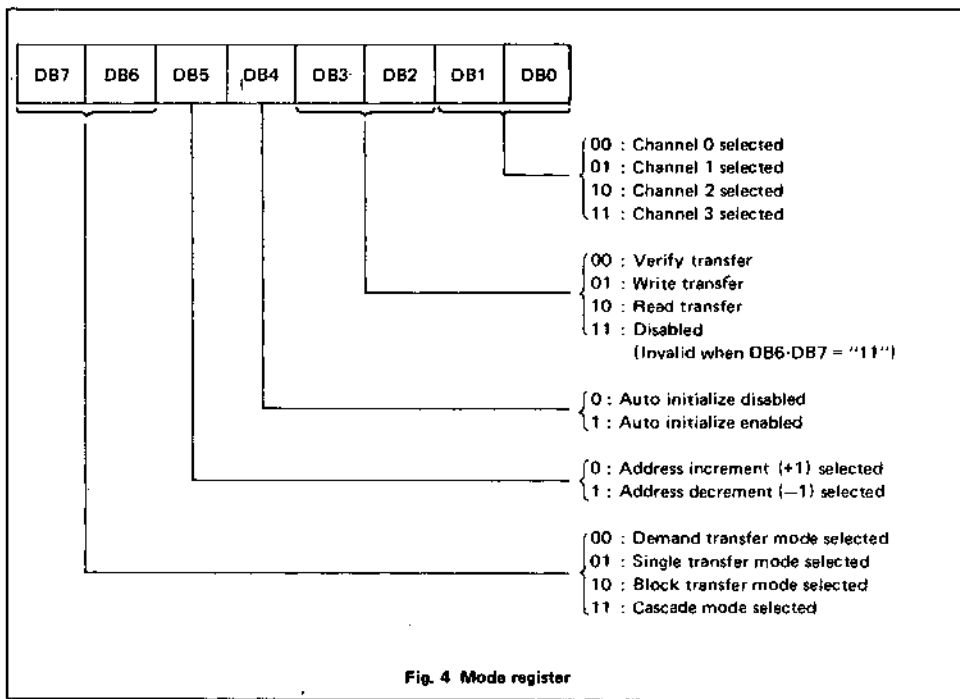 DB7 DB6 DB5 DB4 DB3 DB2 DB1 DB0
00 : Channel 0 selected
01 : Channel 1 selected
10 : Channel 2 selected
11 : Channel 3 selected
00 : Verify transfer
01 : Write transfer
10 : Read transfer
11 : Disabled
(Invalid when DB6·DB7 = "11")
0 : Auto initialize disabled
1 : Auto initialize enabled
0 : Address increment (+1) selected
1 : Address decrement (−1) selected
00 : Demand transfer mode selected
01 : Single transfer mode selected
10 : Block transfer mode selected
11 : Cascade mode selected
Fig. 4 Mode register